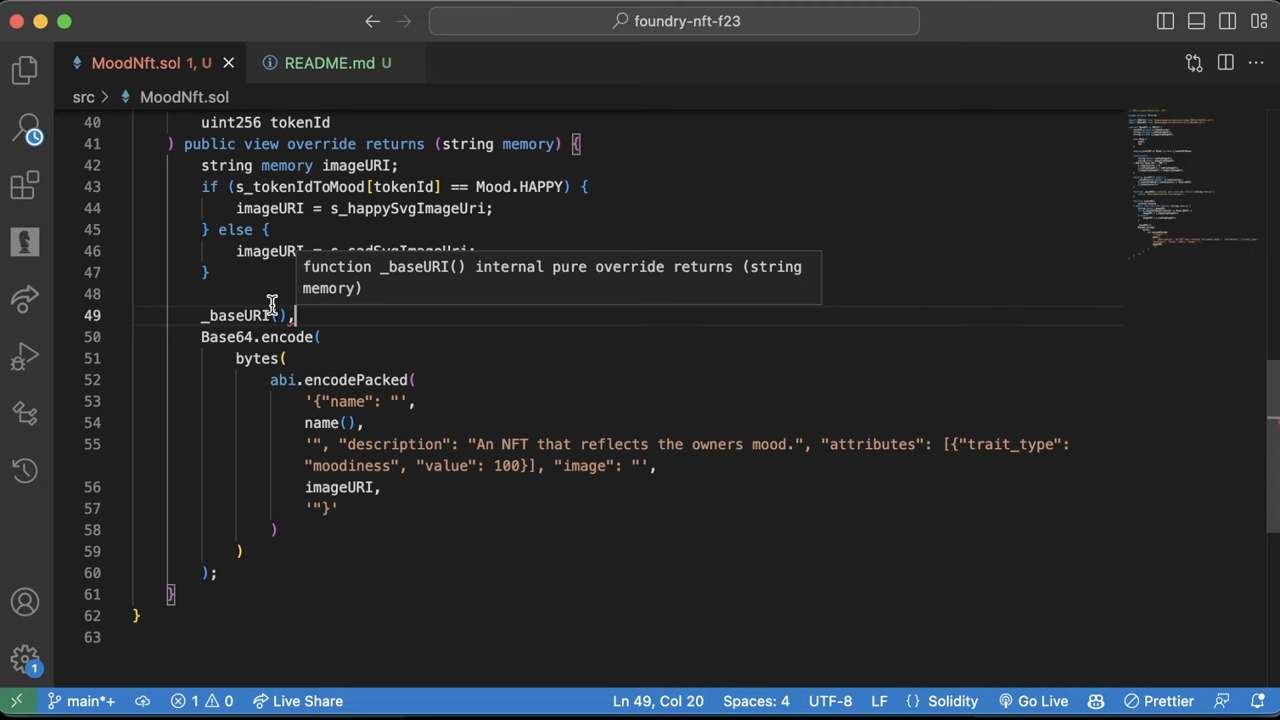 foundry-nft-f23
MoodNft.sol 1, U
README.md U
src > MoodNft.sol
40 uint256 tokenId
41 ) public view override returns (string memory) {
42 string memory imageURI;
43 if (s_tokenIdToMood[tokenId] == Mood.HAPPY) {
44 imageURI = s_happySvgImageUri;
45 } else {
46 imageURI = s_sadSvgImageUri;
47 }
function _baseURI() internal pure override returns (string
memory)
48
49 _baseURI(),
50 Base64.encode(
51 bytes(
52 abi.encodePacked(
53 '{"name": "',
54 name(),
55 '", "description": "An NFT that reflects the owners mood.", "attributes": [{"trait_type":
"moodiness", "value": 100}], "image": "',
56 imageURI,
57 '"}'
58 )
59 )
60 );
61 }
62 }
63
1
main*+
1 0
Live Share
Ln 49, Col 20
Spaces: 4
UTF-8
LF
{} Solidity
Go Live
Prettier